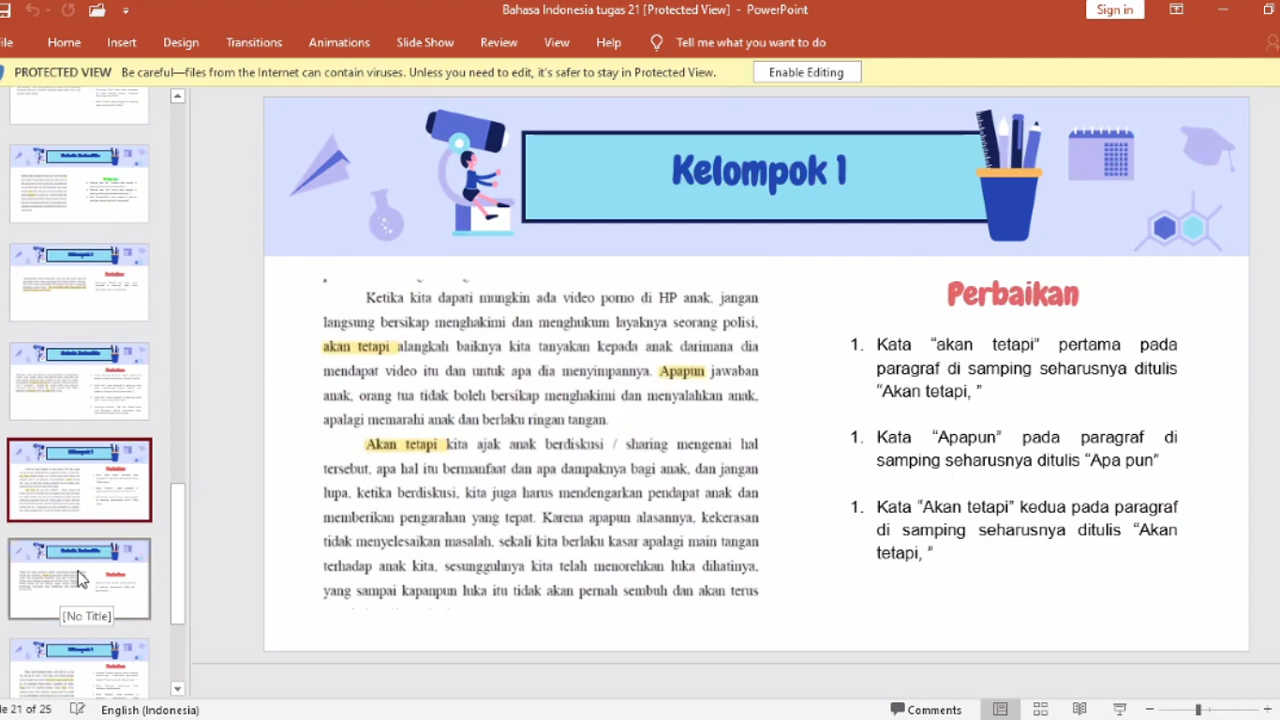 Bahasa Indonesia tugas 21 [Protected View] - PowerPoint
Sign in
Home Insert Design Transitions Animations Slide Show Review View Help Tell me what you want to do
PROTECTED VIEW Be careful—files from the Internet can contain viruses. Unless you need to edit, it's safer to stay in Protected View. Enable Editing
Kelompok 1
Ketika kita dapati mungkin ada video porno di HP anak, jangan
langsung bersikap menghakimi dan menghukum layaknya seorang polisi,
akan tetapi alangkah baiknya kita tanyakan kepada anak darimana dia
mendapat video itu dan untuk apa dia menyimpannya. Apapun jawaban
anak, orang tua tidak boleh bersikap menghakimi dan menyalahkan anak,
apalagi memarahi anak dan berlaku ringan tangan.
Akan tetapi kita ajak anak berdiskusi / sharing mengenai hal
tersebut, apa hal itu baik dan apa dampaknya bagi anak, dan
ketika berdiskusi mendengarkan pendapat anak
memberikan pengarahan yang tepat. Karena apapun alasannya, kekerasan
tidak menyelesaikan masalah, sekali kita berlaku kasar apalagi main tangan
terhadap anak kita, kita telah menorehkan luka dihatinya,
yang sampai kapanpun luka itu tidak akan pernah sembuh dan akan terus
Perbaikan
1. Kata “akan tetapi” pertama pada
paragraf di samping seharusnya ditulis
“Akan tetapi, ”
1. Kata “Apapun” pada paragraf di
samping seharusnya ditulis “Apa pun”
1. Kata “Akan tetapi” kedua pada paragraf
di samping seharusnya ditulis “Akan
tetapi, ”
[No Title]
21 of 25 English (Indonesia) Comments